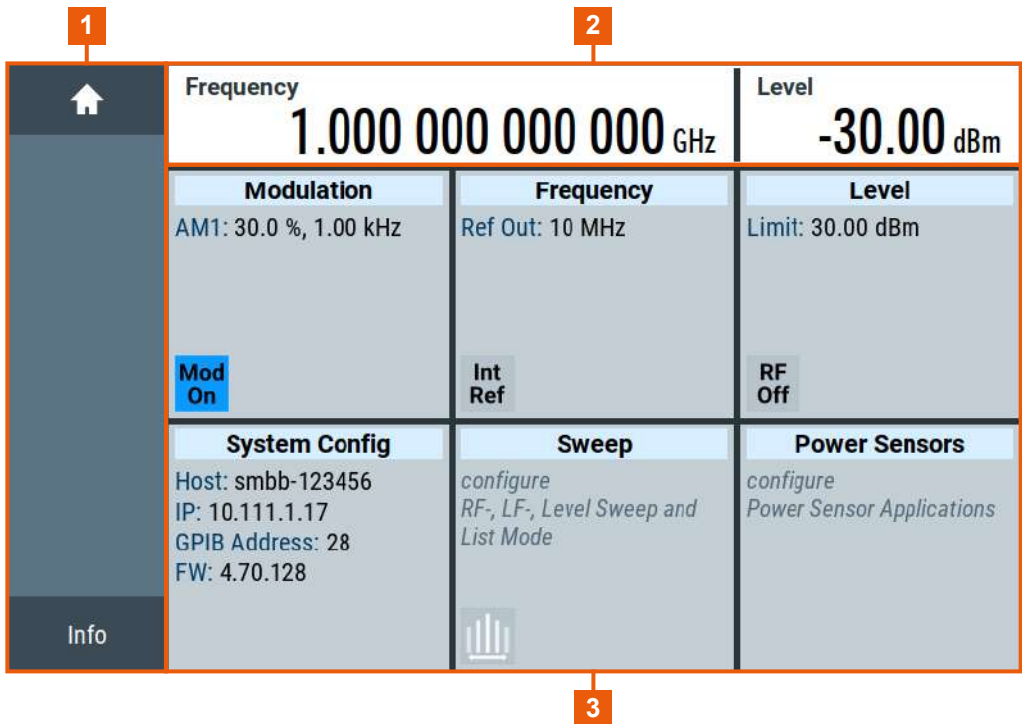 1
2
Frequency
1.000 000 000 000 GHz
Level
-30.00 dBm
Modulation
AM1: 30.0 %, 1.00 kHz
Mod
On
Frequency
Ref Out: 10 MHz
Int
Ref
Level
Limit: 30.00 dBm
RF
Off
System Config
Host: smbb-123456
IP: 10.111.1.17
GPIB Address: 28
FW: 4.70.128
Sweep
configure
RF-, LF-, Level Sweep and
List Mode
Power Sensors
configure
Power Sensor Applications
Info
3